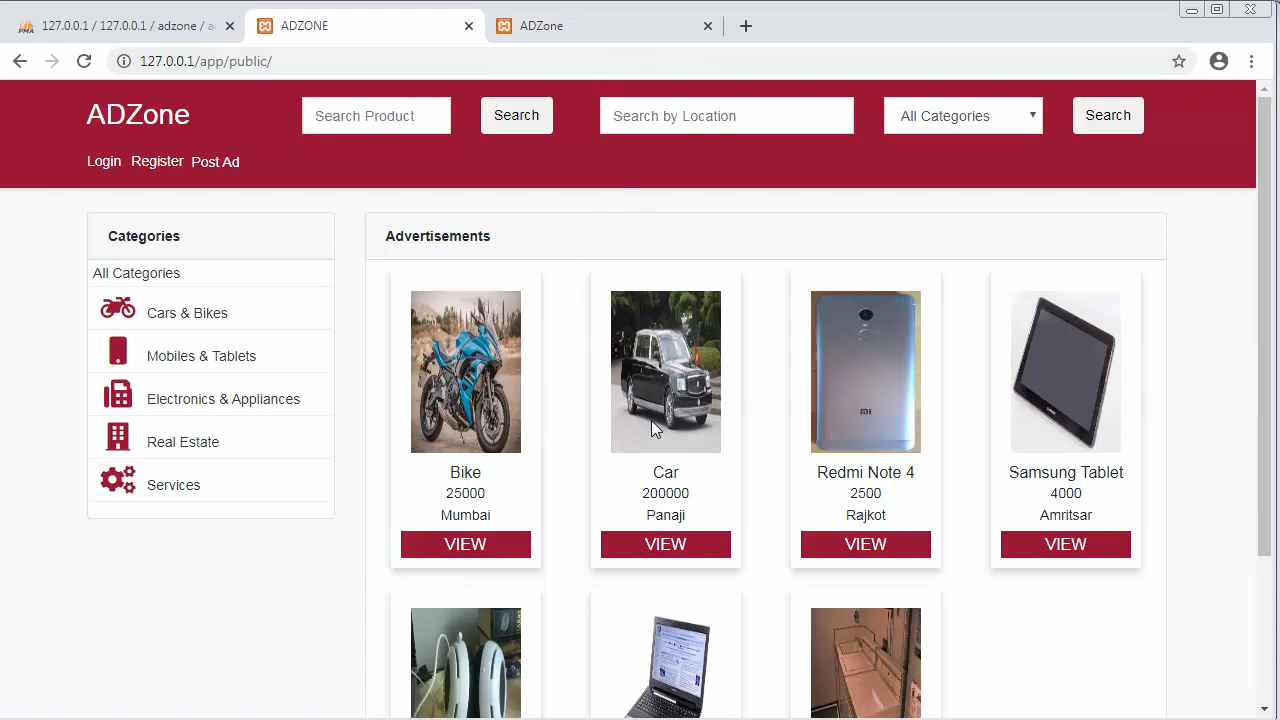 127.0.0.1 / 127.0.0.1 / adzone / a
ADZONE
ADZone
127.0.0.1/app/public/
ADZone
Search Product
Search
Search by Location
All Categories
Search
Login Register Post Ad
Categories
All Categories
Cars & Bikes
Mobiles & Tablets
Electronics & Appliances
Real Estate
Services
Advertisements
Bike
25000
Mumbai
VIEW
Car
200000
Panaji
VIEW
Redmi Note 4
2500
Rajkot
VIEW
Samsung Tablet
4000
Amritsar
VIEW